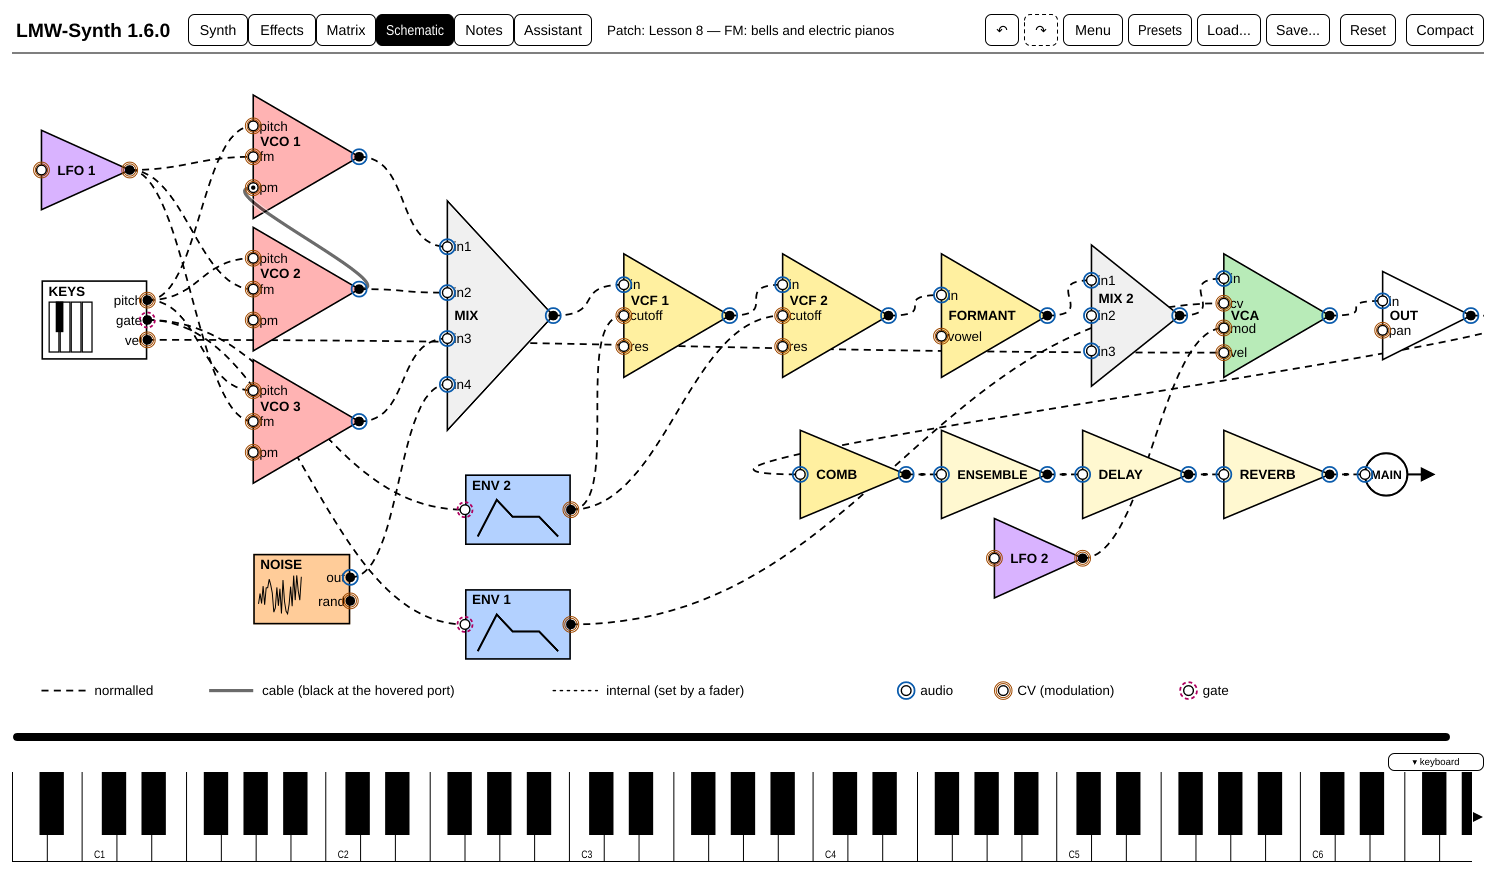 LMW-Synth 1.6.0
Synth
Effects
Matrix
Schematic
Notes
Assistant
Patch: Lesson 8 — FM: bells and electric pianos
↶
↷
Menu
Presets
Load...
Save...
Reset
Compact
LFO 1
KEYS
pitch
gate
vel
pitch
VCO 1
fm
pm
pitch
VCO 2
fm
pm
pitch
VCO 3
fm
pm
NOISE
out
rand
in1
in2
MIX
in3
in4
ENV 2
ENV 1
in
VCF 1
cutoff
res
in
VCF 2
cutoff
res
in
FORMANT
vowel
in1
MIX 2
in2
in3
in
cv
VCA
mod
vel
in
OUT
pan
COMB
ENSEMBLE
DELAY
REVERB
MAIN
LFO 2
normalled
cable (black at the hovered port)
internal (set by a fader)
audio
CV (modulation)
gate
▾ keyboard
C1
C2
C3
C4
C5
C6